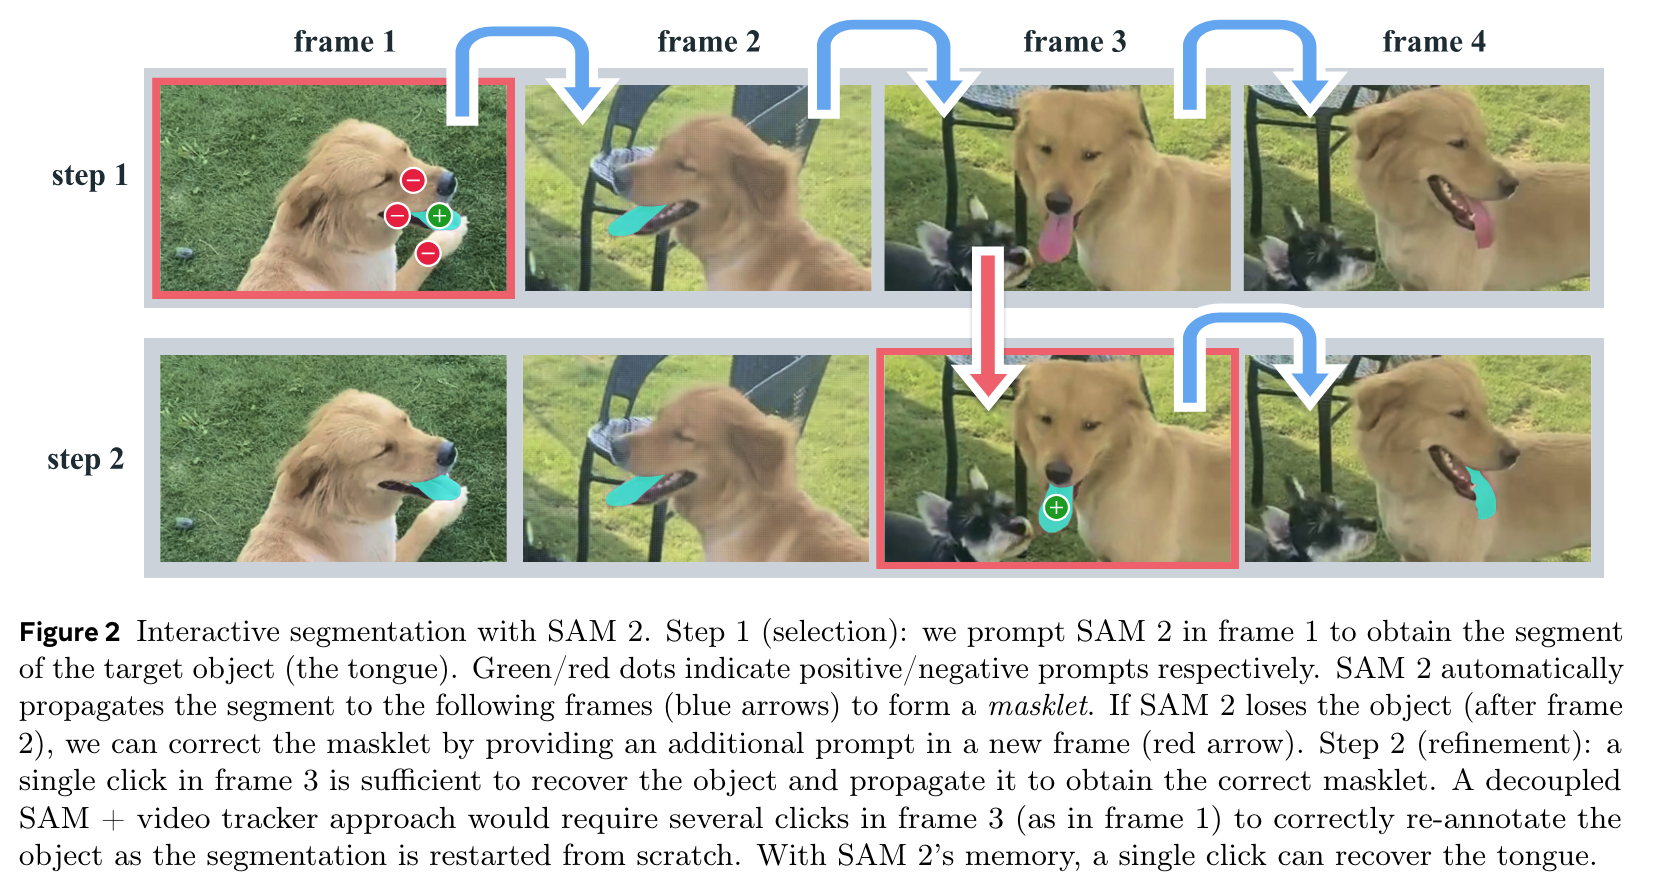 frame 1
frame 2
frame 3
frame 4
step 1
step 2
Figure 2 Interactive segmentation with SAM 2. Step 1 (selection): we prompt SAM 2 in frame 1 to obtain the segment
of the target object (the tongue). Green/red dots indicate positive/negative prompts respectively. SAM 2 automatically
propagates the segment to the following frames (blue arrows) to form a masklet. If SAM 2 loses the object (after frame
2), we can correct the masklet by providing an additional prompt in a new frame (red arrow). Step 2 (refinement): a
single click in frame 3 is sufficient to recover the object and propagate it to obtain the correct masklet. A decoupled
SAM + video tracker approach would require several clicks in frame 3 (as in frame 1) to correctly re-annotate the
object as the segmentation is restarted from scratch. With SAM 2's memory, a single click can recover the tongue.